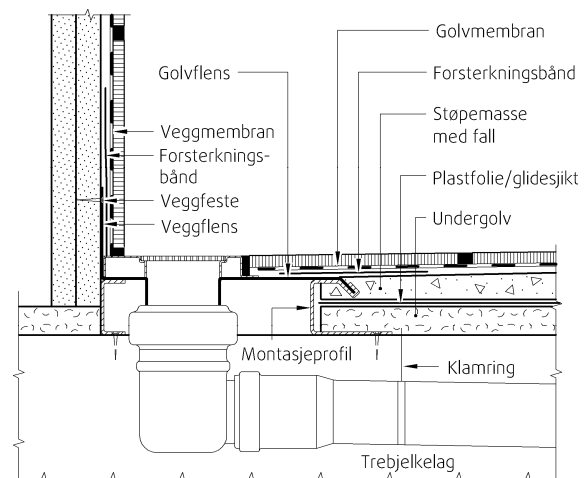 Golvmembran
Golvflens
Forsterkningsbånd
Støpemasse
med fall
Veggmembran
Forsterknings-
bånd
Veggfeste
Veggflens
Plastfolie/glidesjikt
Undergolv
Montasjeprofil
Klamring
Trebjelkelag